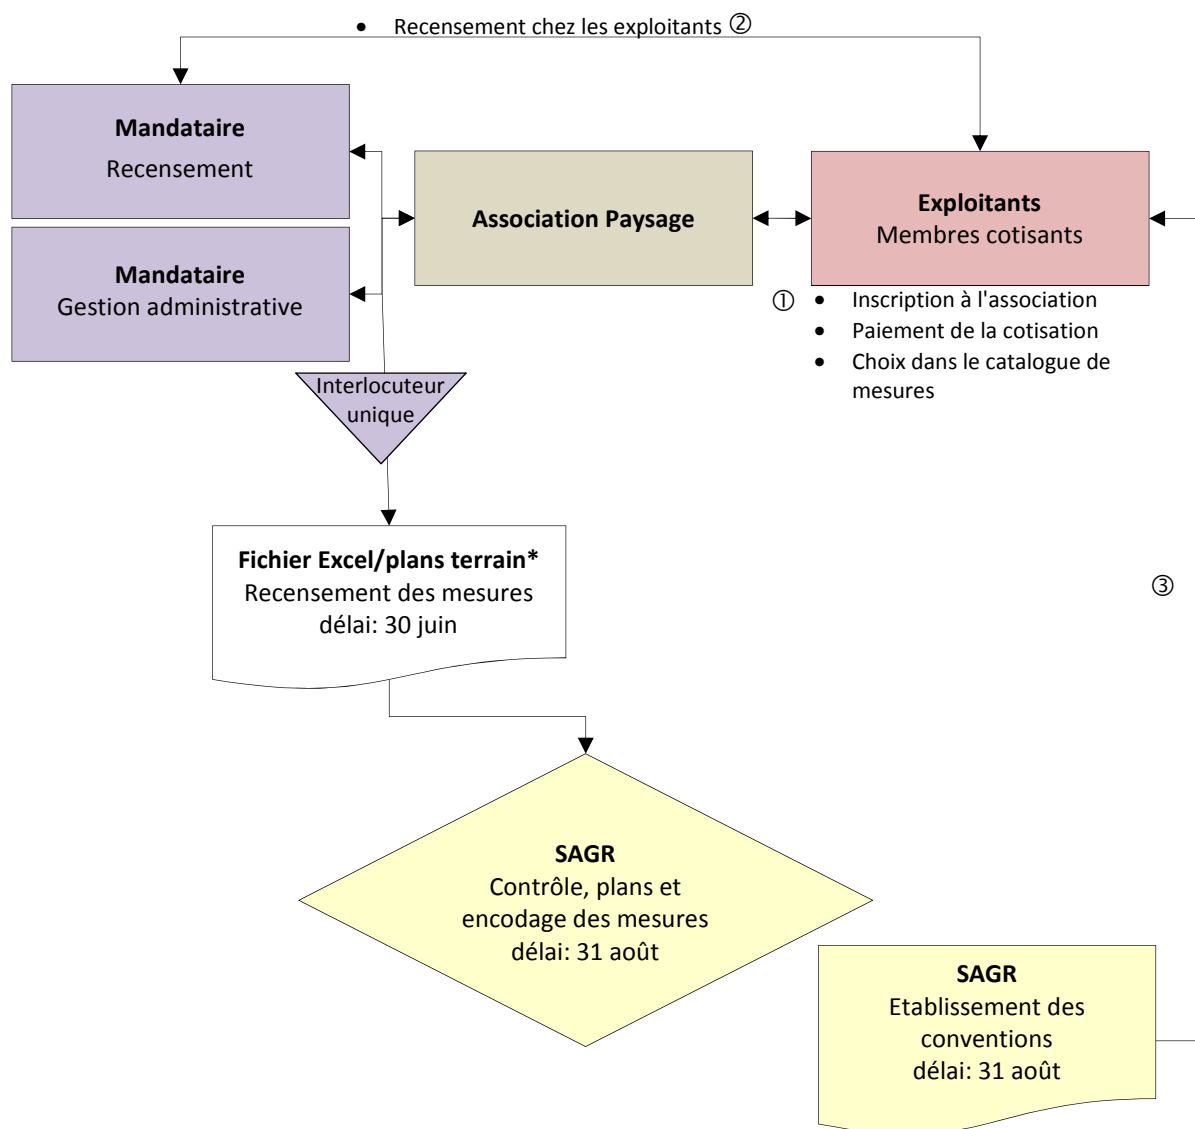 • Recensement chez les exploitants ②
Mandataire
Recensement
Mandataire
Gestion administrative
Association Paysage
Exploitants
Membres cotisants
① • Inscription à l'association
• Paiement de la cotisation
• Choix dans le catalogue de
mesures
Interlocuteur
unique
Fichier Excel/plans terrain*
Recensement des mesures
délai: 30 juin
③
SAGR
Contrôle, plans et
encodage des mesures
délai: 31 août
SAGR
Etablissement des
conventions
délai: 31 août